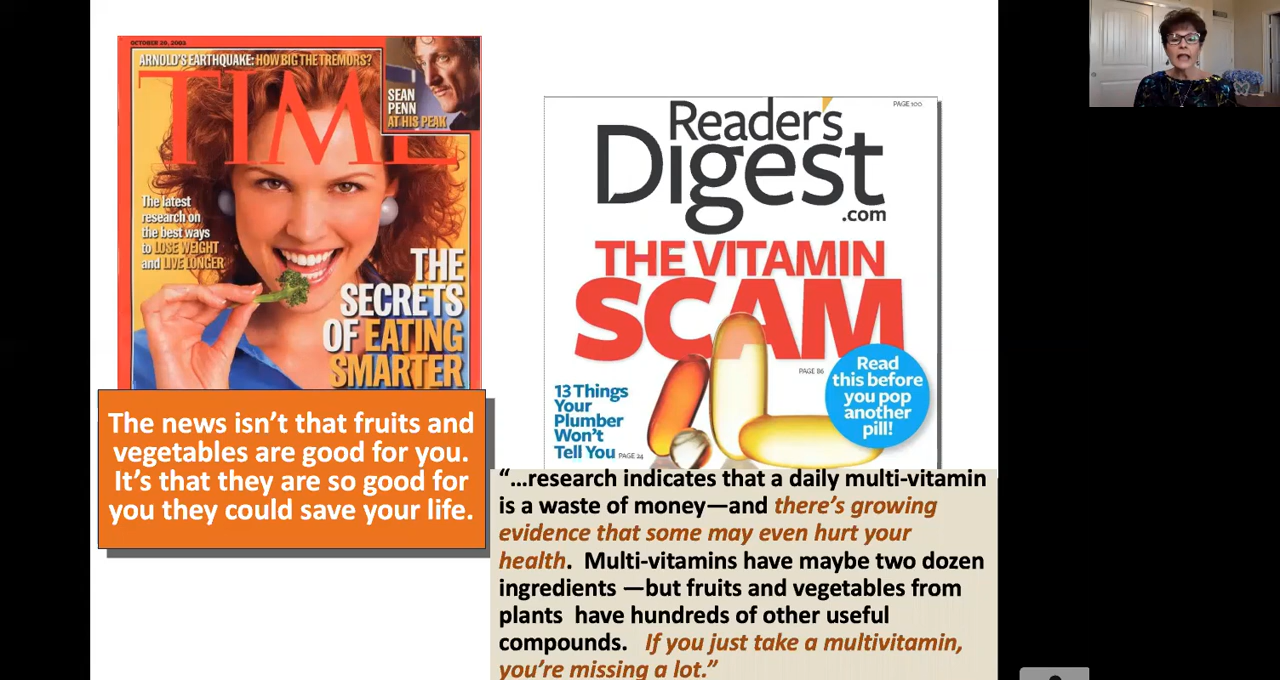 OCTOBER 20, 2003
ARNOLD'S EARTHQUAKE: HOW BIG THE TREMORS?
TIME
SEAN
PENN
AT HIS PEAK
The latest
research on
the best ways
to LOSE WEIGHT
and LIVE LONGER
THE
SECRETS
OF EATING
SMARTER
The news isn't that fruits and
vegetables are good for you.
It's that they are so good for
you they could save your life.
PAGE 100
Reader's
Digest
.com
THE VITAMIN
SCAM
PAGE 86
Read
this before
you pop
another
pill!
13 Things
Your
Plumber
Won't
Tell You PAGE 24
“…research indicates that a daily multi-vitamin
is a waste of money—and there's growing
evidence that some may even hurt your
health. Multi-vitamins have maybe two dozen
ingredients —but fruits and vegetables from
plants have hundreds of other useful
compounds. If you just take a multivitamin,
you're missing a lot.”